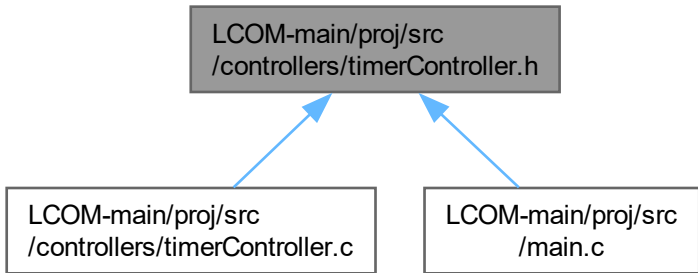 LCOM-main/proj/src
/controllers/timerController.h
LCOM-main/proj/src
/controllers/timerController.c
LCOM-main/proj/src
/main.c